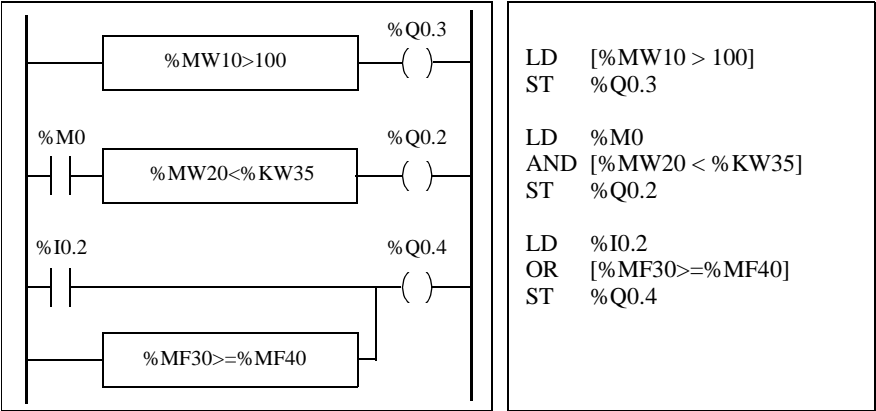 %Q0.3
%MW10>100
%M0
%Q0.2
%MW20<%KW35
%I0.2
%Q0.4
%MF30>=%MF40
LD [%MW10 > 100]
ST %Q0.3
LD %M0
AND [%MW20 < %KW35]
ST %Q0.2
LD %I0.2
OR [%MF30>=%MF40]
ST %Q0.4